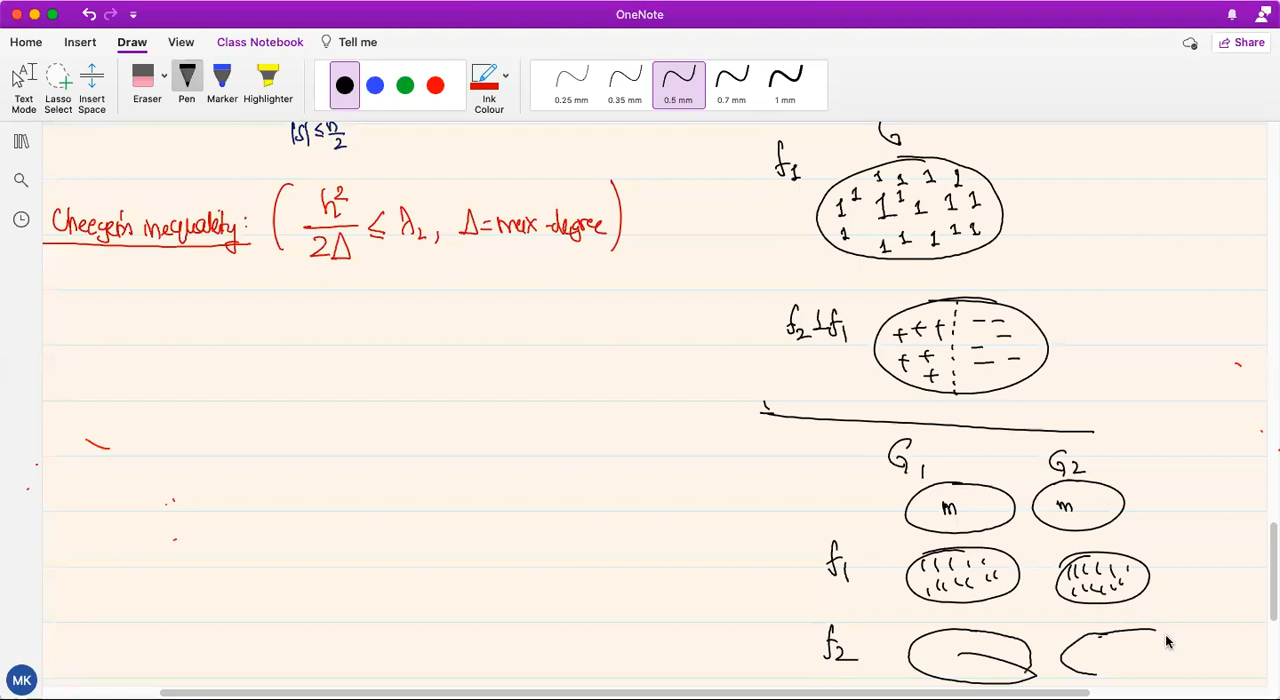 OneNote
Home Insert Draw View Class Notebook Tell me
Share
Text Mode
Lasso Select
Insert Space
Eraser
Pen
Marker
Highlighter
Ink Colour
0.25 mm
0.35 mm
0.5 mm
0.7 mm
1 mm
|S| ≤ n/2
Cheeger's inequality: ( h²/2Δ ≤ λ₂, Δ = max-degree )
G
f₁
1 1 1 1
1 1 1 1 1 1 1
1 1 1 1 1 1
f₂ ⊥ f₁
+ + + − −
−
+ + −
+ − −
G₁ G₂
m m
f₁
f₂
MK